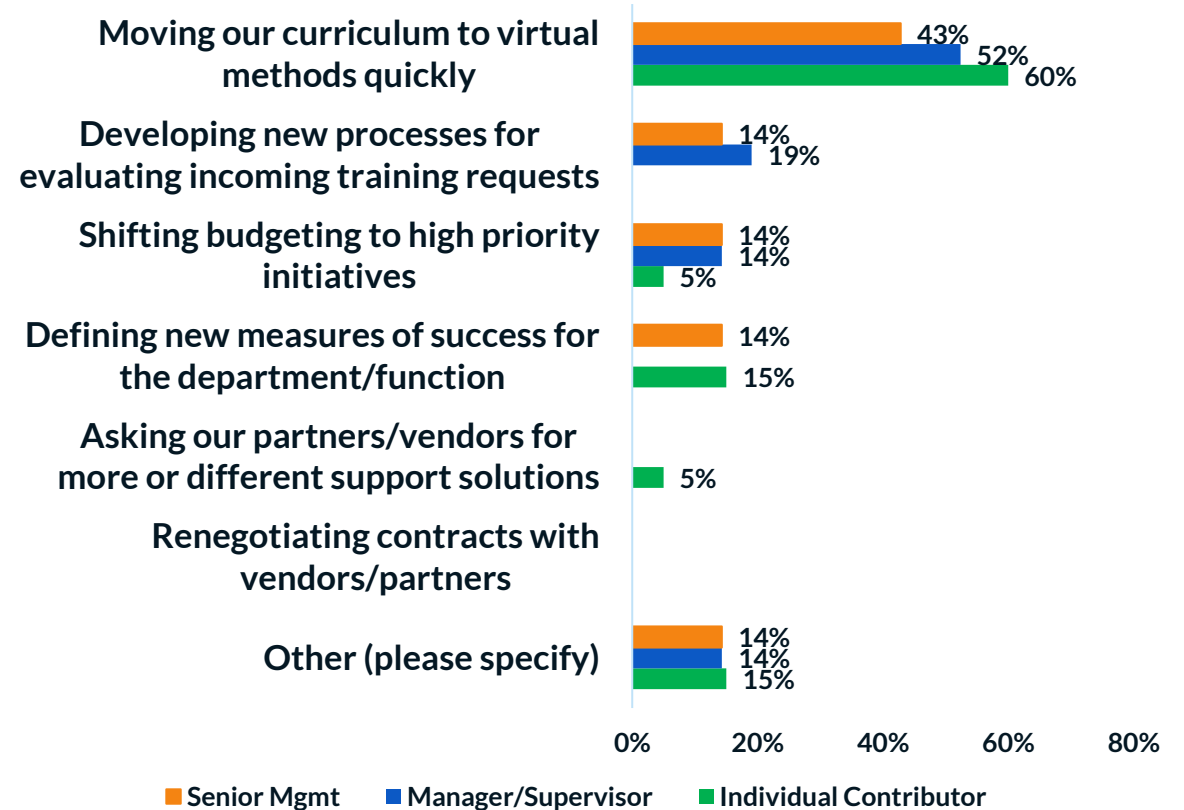 Moving our curriculum to virtual
methods quickly
43%
52%
60%
Developing new processes for
evaluating incoming training requests
14%
19%
Shifting budgeting to high priority
initiatives
14%
14%
5%
Defining new measures of success for
the department/function
14%
15%
Asking our partners/vendors for
more or different support solutions
5%
Renegotiating contracts with
vendors/partners
Other (please specify)
14%
14%
15%
0% 20% 40% 60% 80%
Senior Mgmt Manager/Supervisor Individual Contributor